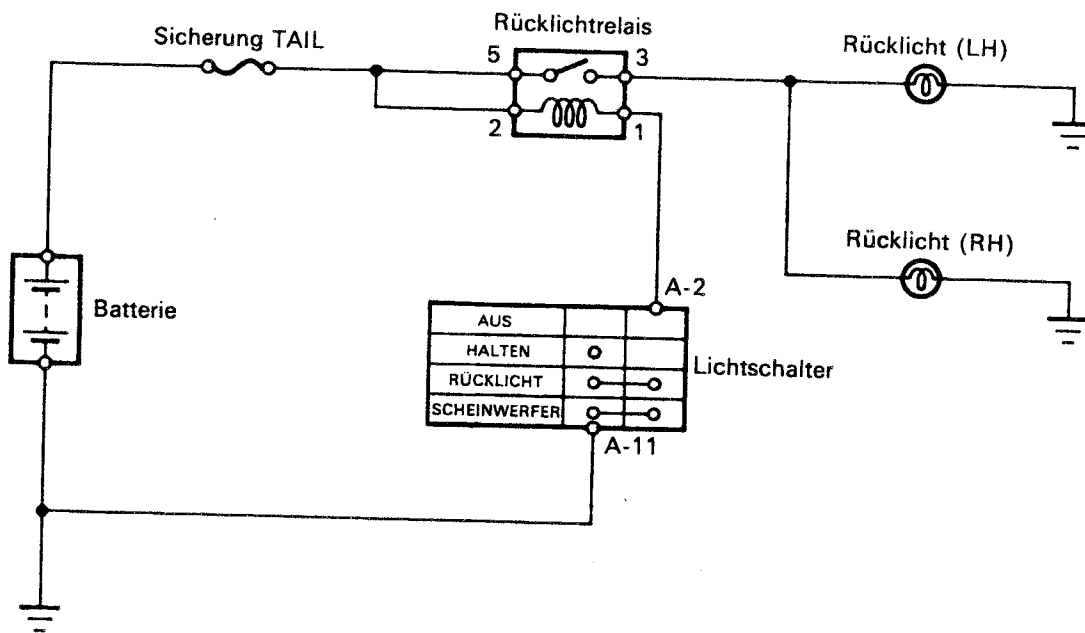 Rücklichtrelais
Sicherung TAIL
Rücklicht (LH)
5
3
2
1
Rücklicht (RH)
A-2
Batterie
AUS
HALTEN
RÜCKLICHT
SCHEINWERFER
Lichtschalter
A-11